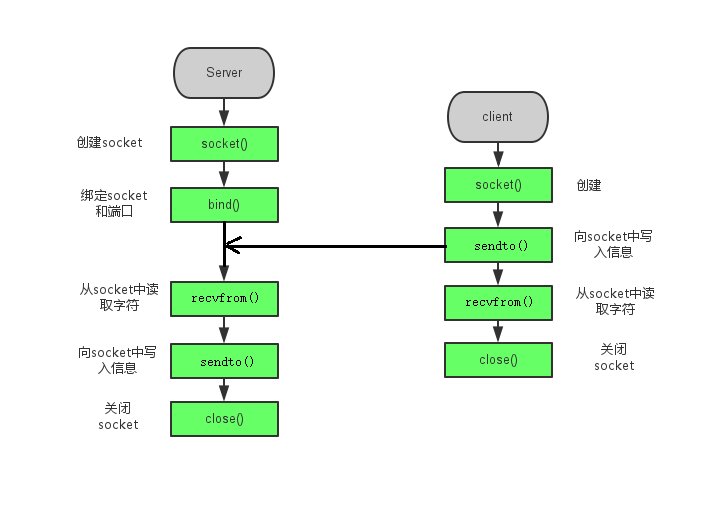 Server
创建socket
socket()
绑定socket
和端口
bind()
从socket中读
取字符
recvfrom()
向socket中写
入信息
sendto()
关闭
socket
close()
client
socket()
创建
sendto()
向socket中写
入信息
recvfrom()
从socket中读
取字符
close()
关闭
socket